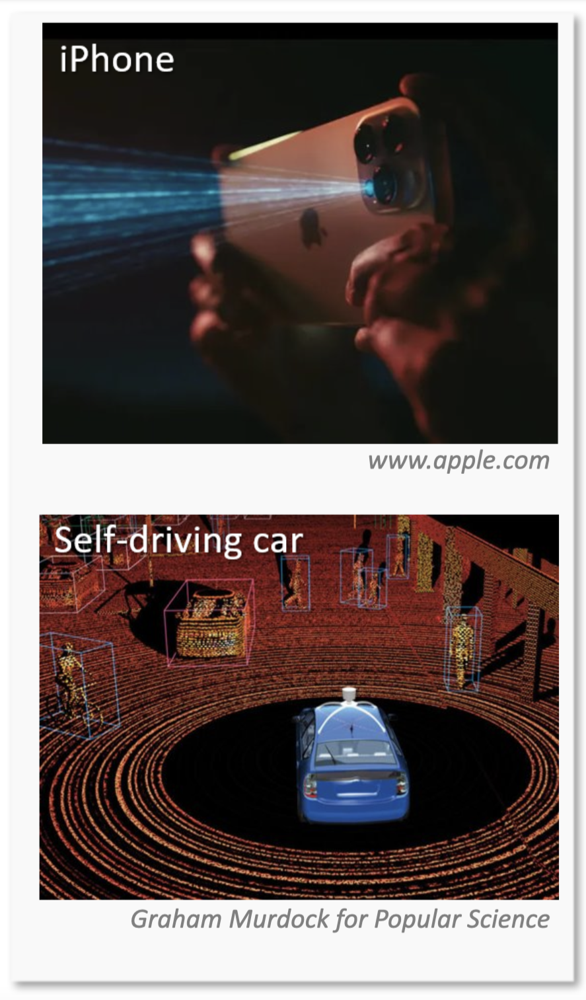 iPhone
www.apple.com
Self-driving car
Graham Murdock for Popular Science